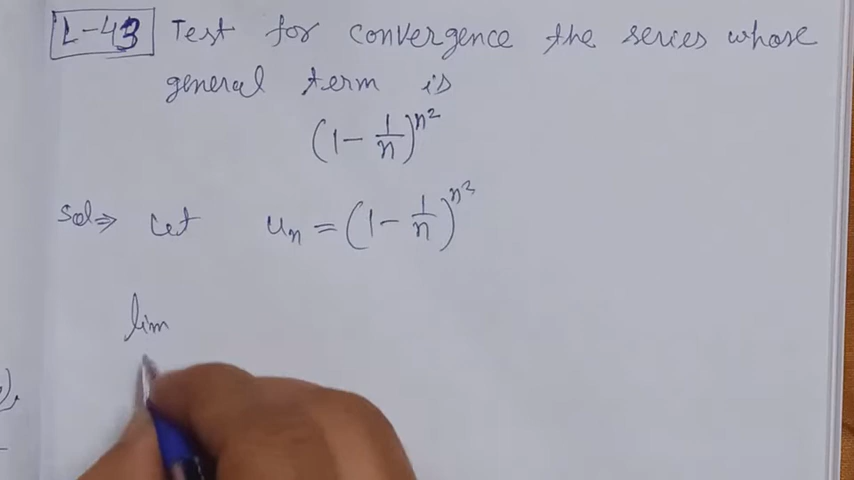 L-43 Test for convergence the series whose
general term is
(1 - 1/n)^n²
Sol⇒ Let u_n = (1 - 1/n)^n²
lim